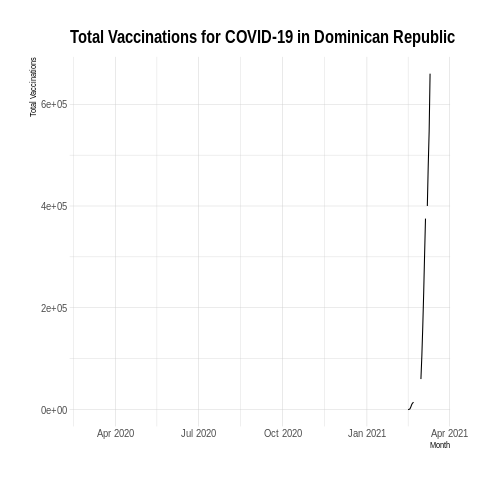 Total Vaccinations for COVID-19 in Dominican Republic
Total Vaccinations
6e+05
4e+05
2e+05
0e+00
Apr 2020 Jul 2020 Oct 2020 Jan 2021 Apr 2021
Month